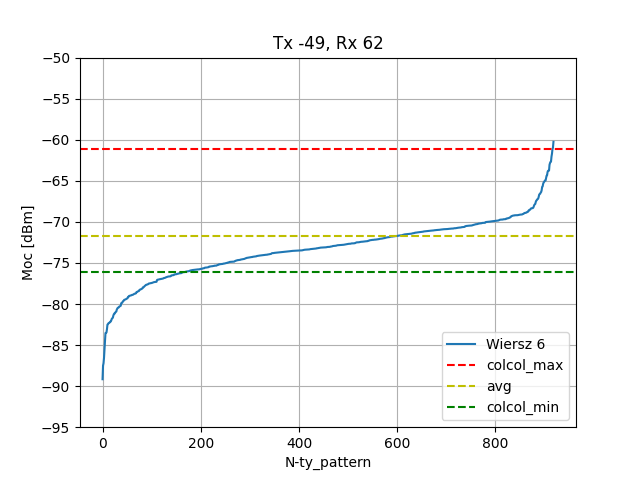 Tx -49, Rx 62
Moc [dBm]
−50
−55
−60
−65
−70
−75
−80
−85
−90
−95
0 200 400 600 800
N-ty_pattern
Wiersz 6
colcol_max
avg
colcol_min